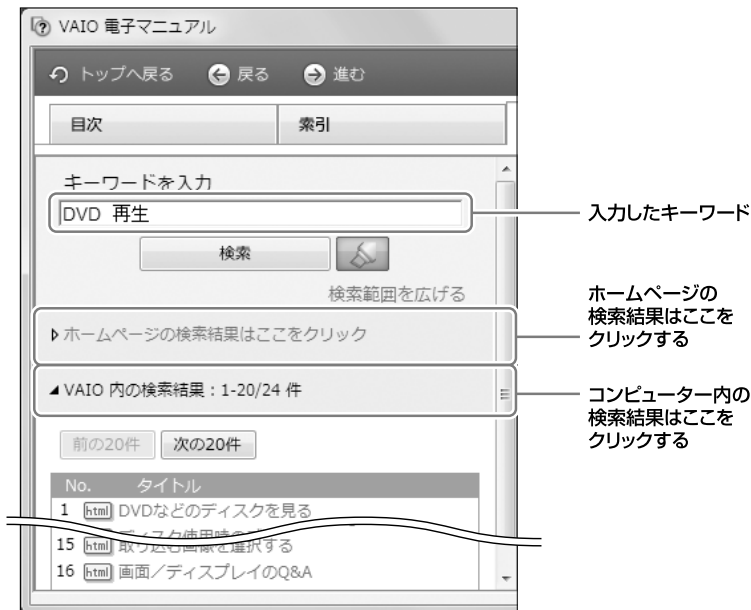 VAIO 電子マニュアル
トップへ戻る 戻る 進む
目次 索引
キーワードを入力
DVD 再生
検索
検索範囲を広げる
ホームページの検索結果はここをクリック
VAIO 内の検索結果：1-20/24 件
前の20件 次の20件
No. タイトル
1 html DVDなどのディスクを見る
15 html 取り込む画像を選択する
16 html 画面／ディスプレイのQ&A
入力したキーワード
ホームページの
検索結果はここを
クリックする
コンピューター内の
検索結果はここを
クリックする